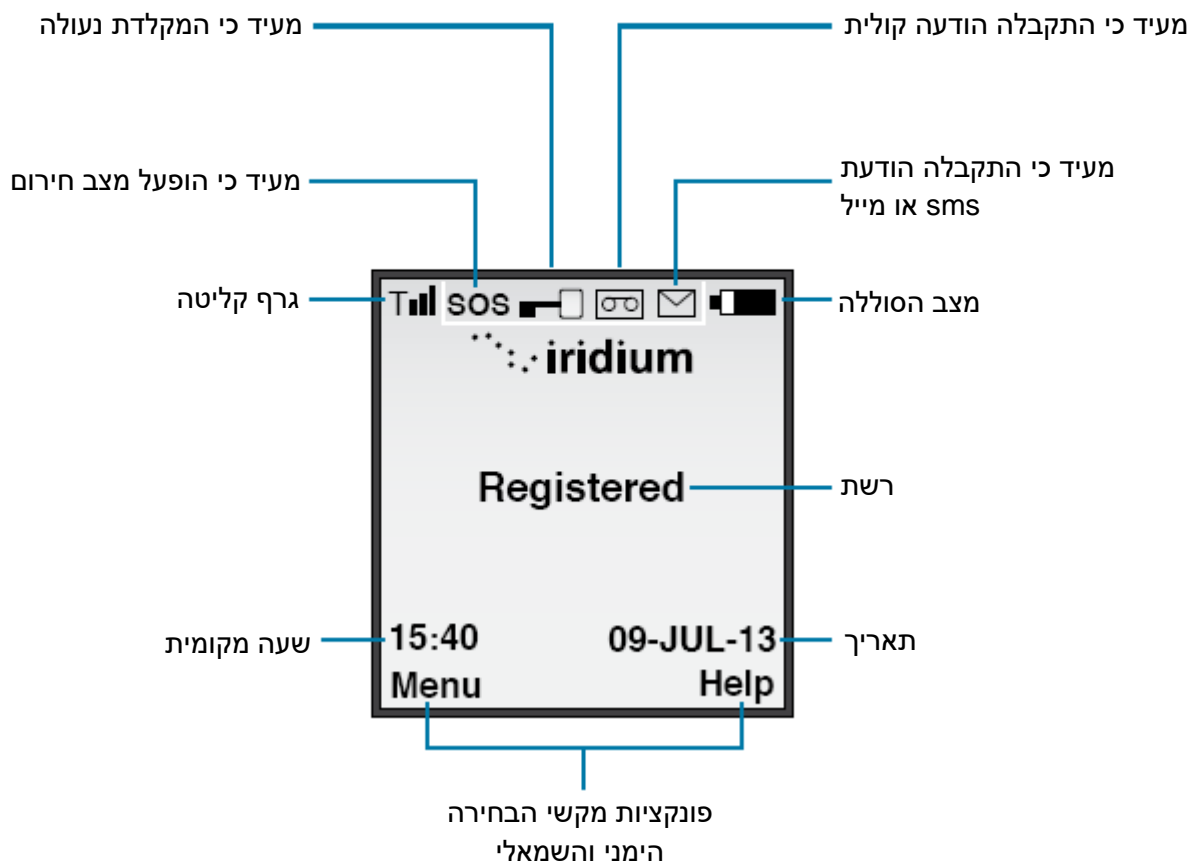 מעיד כי התקבלה הודעה קולית
מעיד כי המקלדת נעולה
מעיד כי התקבלה הודעת
sms או מייל
מעיד כי הופעל מצב חירום
מצב הסוללה
גרף קליטה
SOS
iridium
Registered
רשת
15:40
09-JUL-13
תאריך
שעה מקומית
Menu
Help
פונקציות מקשי הבחירה
הימני והשמאלי